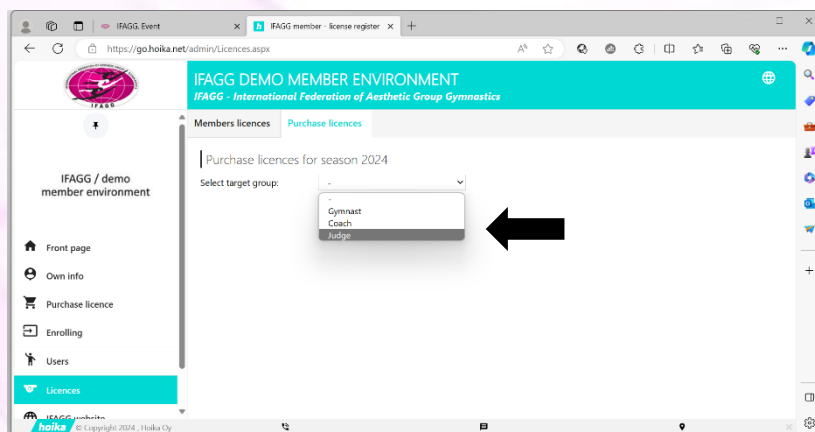 IFAGG. Event
IFAGG member - license register
https://go.hoika.net/admin/Licences.aspx
IFAGG
IFAGG DEMO MEMBER ENVIRONMENT
IFAGG - International Federation of Aesthetic Group Gymnastics
Members licences Purchase licences
IFAGG / demo
member environment
Purchase licences for season 2024
Select target group: -
-
Gymnast
Coach
Judge
Front page
Own info
Purchase licence
Enrolling
Users
Licences
IFAGG website
hoika © Copyright 2024 , Hoika Oy